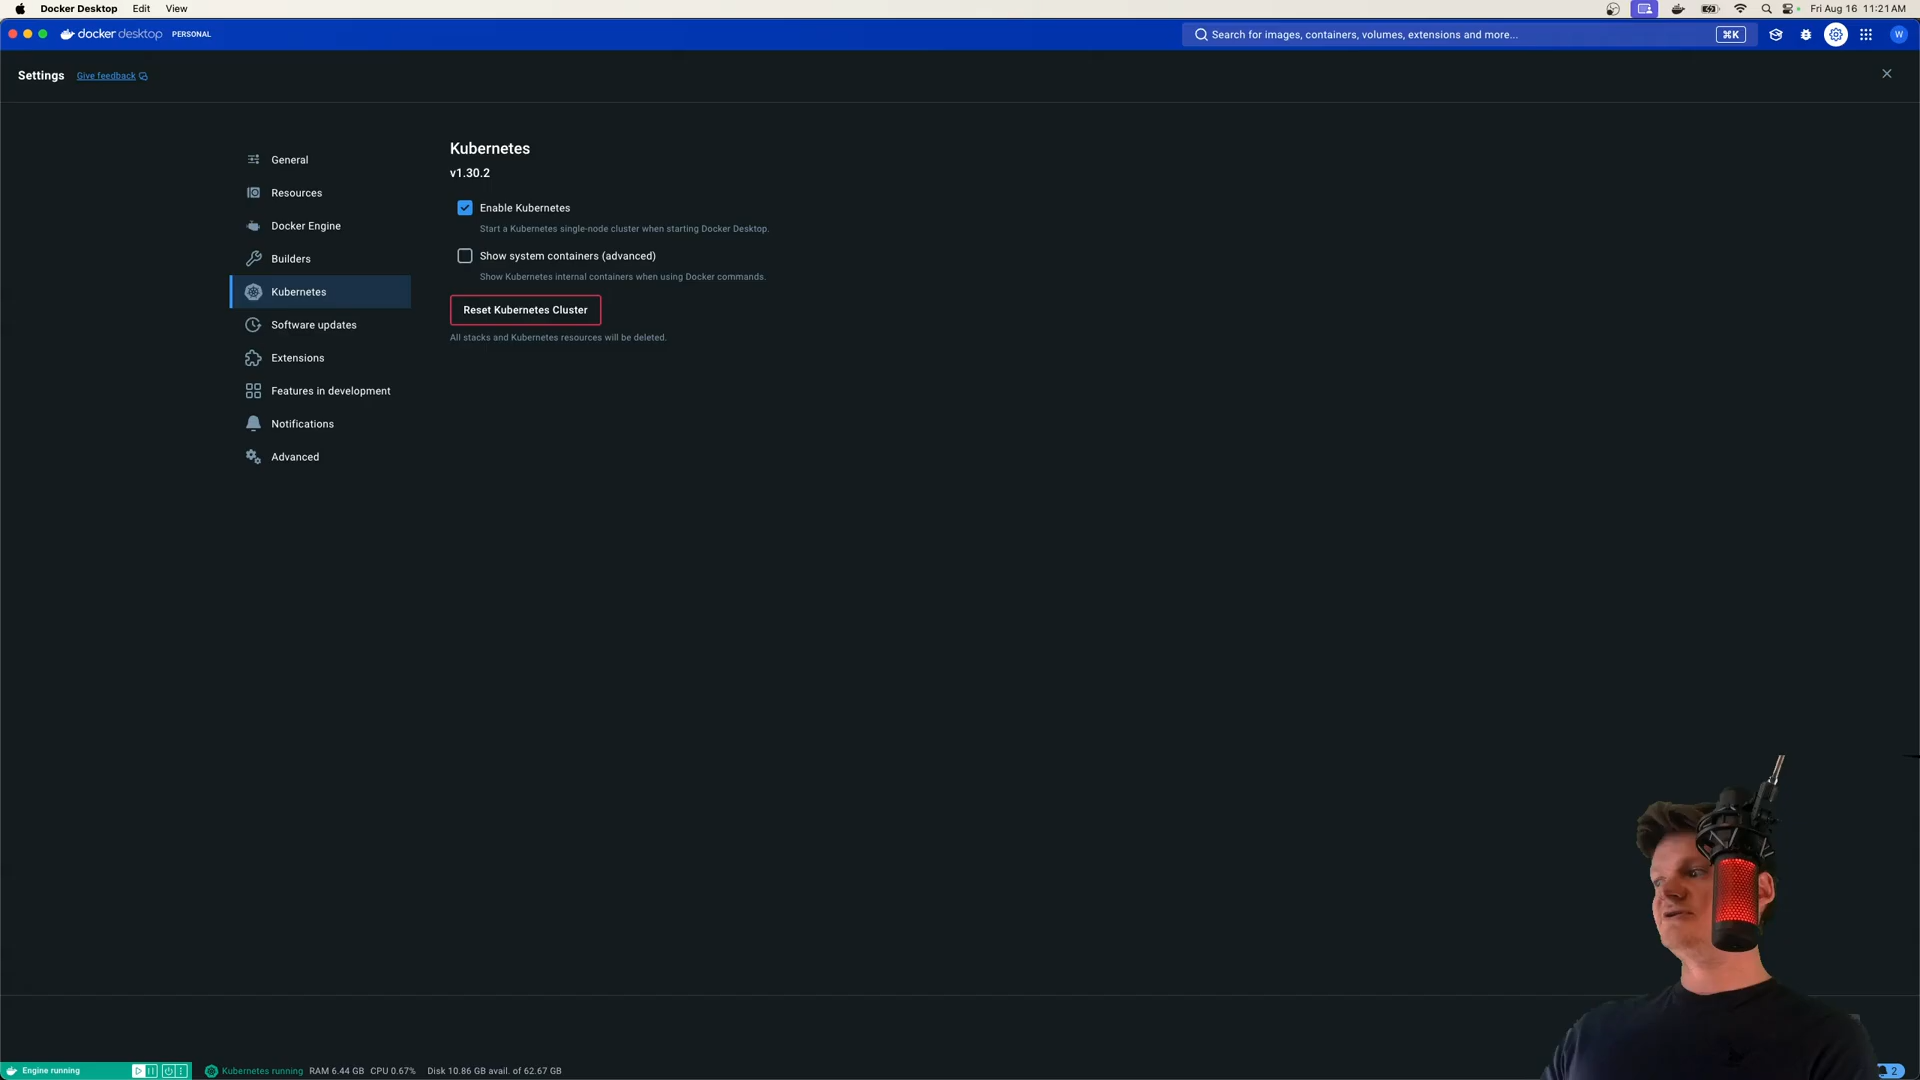 Docker Desktop Edit View Fri Aug 16 11:21 AM
docker desktop PERSONAL Search for images, containers, volumes, extensions and more... ⌘K W
Settings Give feedback
Kubernetes
v1.30.2
General
Resources
Docker Engine
Builders
Kubernetes
Software updates
Extensions
Features in development
Notifications
Advanced
Enable Kubernetes
Start a Kubernetes single-node cluster when starting Docker Desktop.
Show system containers (advanced)
Show Kubernetes internal containers when using Docker commands.
Reset Kubernetes Cluster
All stacks and Kubernetes resources will be deleted.
Engine running Kubernetes running RAM 6.44 GB CPU 0.67% Disk 10.86 GB avail. of 62.67 GB 2